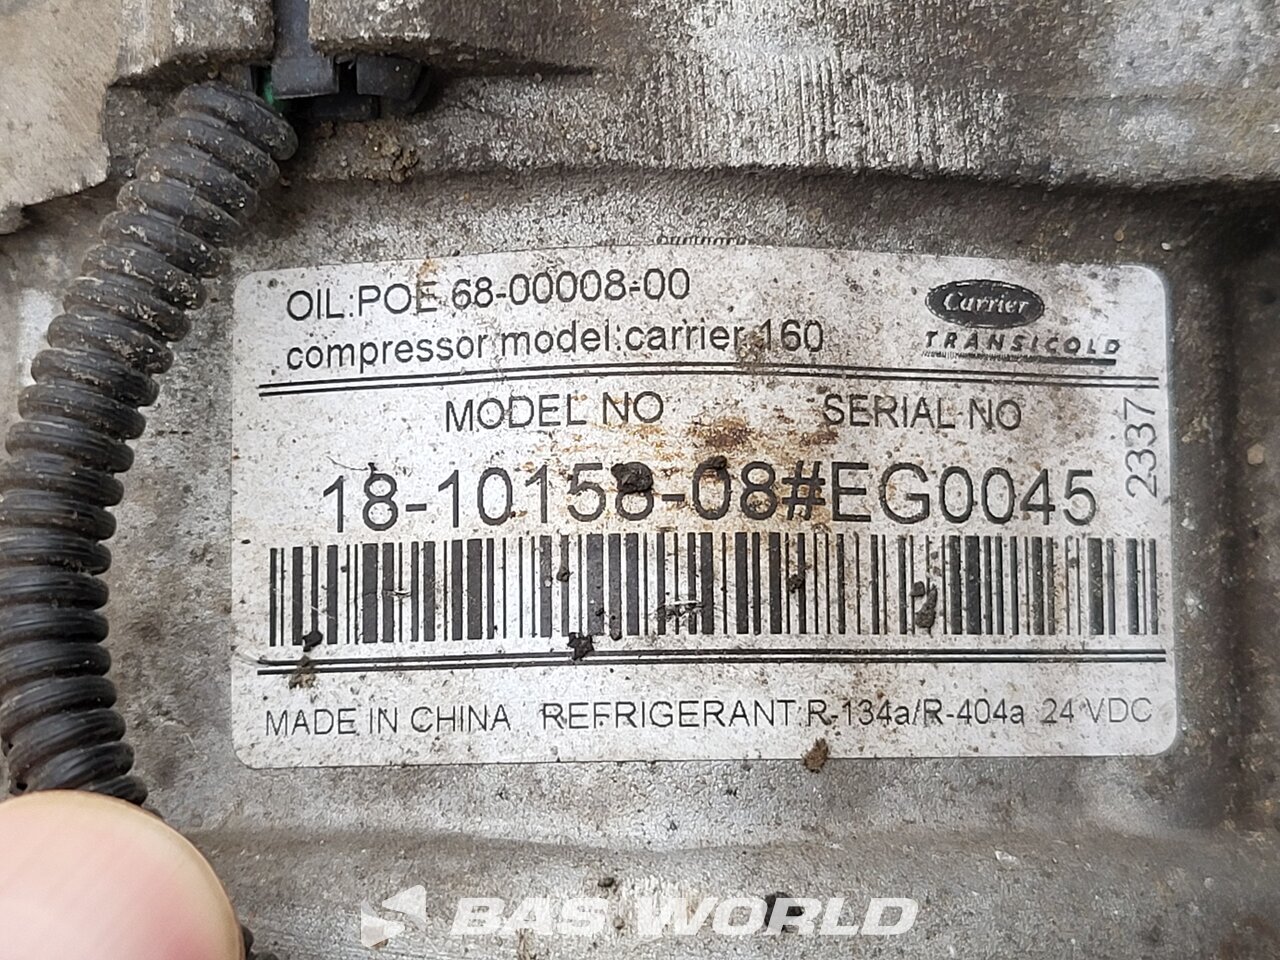 OIL:POE 68-00008-00
compressor model:carrier 160
Carrier
TRANSICOLD
MODEL NO
SERIAL NO
2337
18-10158-08#EG0045
MADE IN CHINA REFRIGERANT R-134a/R-404a 24 VDC
BAS WORLD